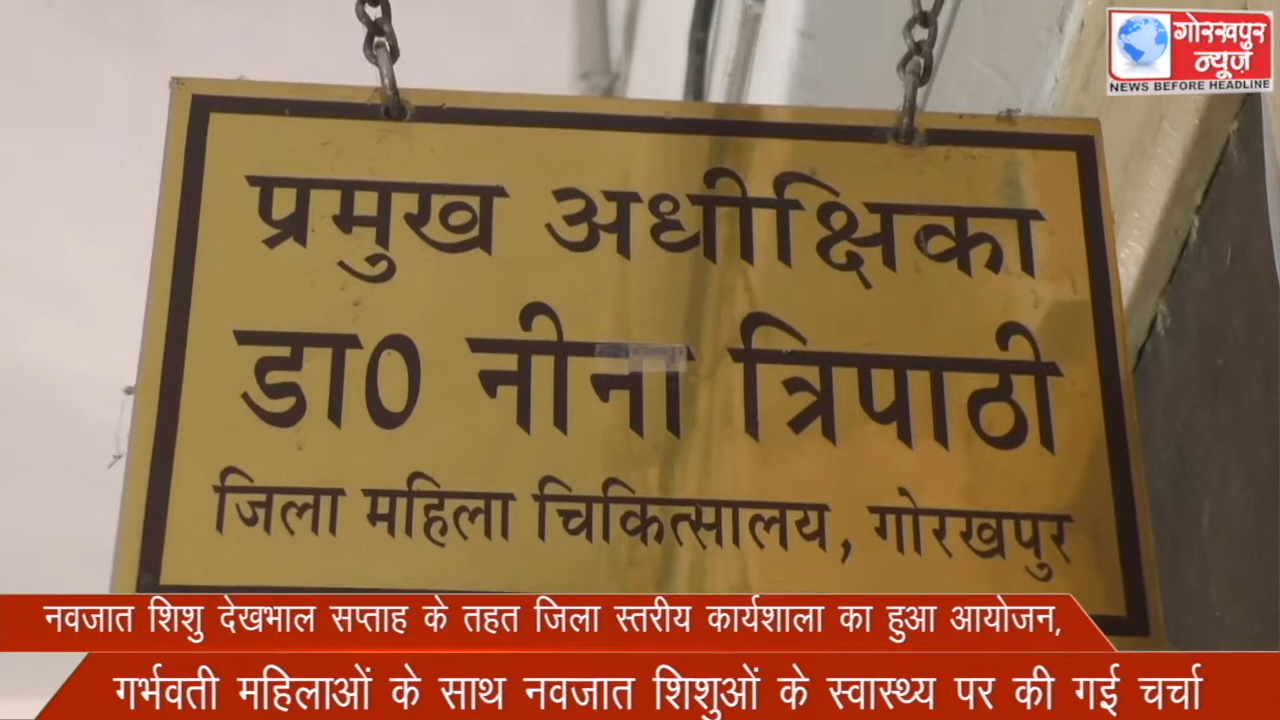 गोरखपुर
न्यूज़
NEWS BEFORE HEADLINE
प्रमुख अधीक्षिका
डा0 नीना त्रिपाठी
जिला महिला चिकित्सालय, गोरखपुर
नवजात शिशु देखभाल सप्ताह के तहत जिला स्तरीय कार्यशाला का हुआ आयोजन,
गर्भवती महिलाओं के साथ नवजात शिशुओं के स्वास्थ्य पर की गई चर्चा